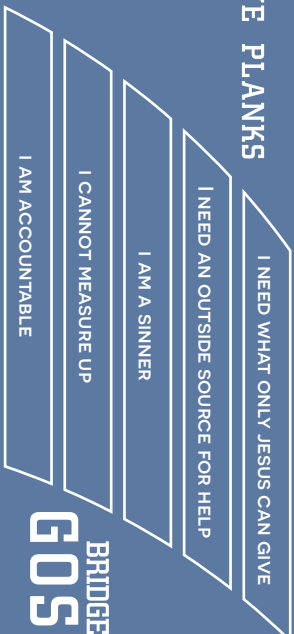 E PLANKS
I NEED WHAT ONLY JESUS CAN GIVE
I NEED AN OUTSIDE SOURCE FOR HELP
I AM A SINNER
I CANNOT MEASURE UP
I AM ACCOUNTABLE
BRIDGE
GOS